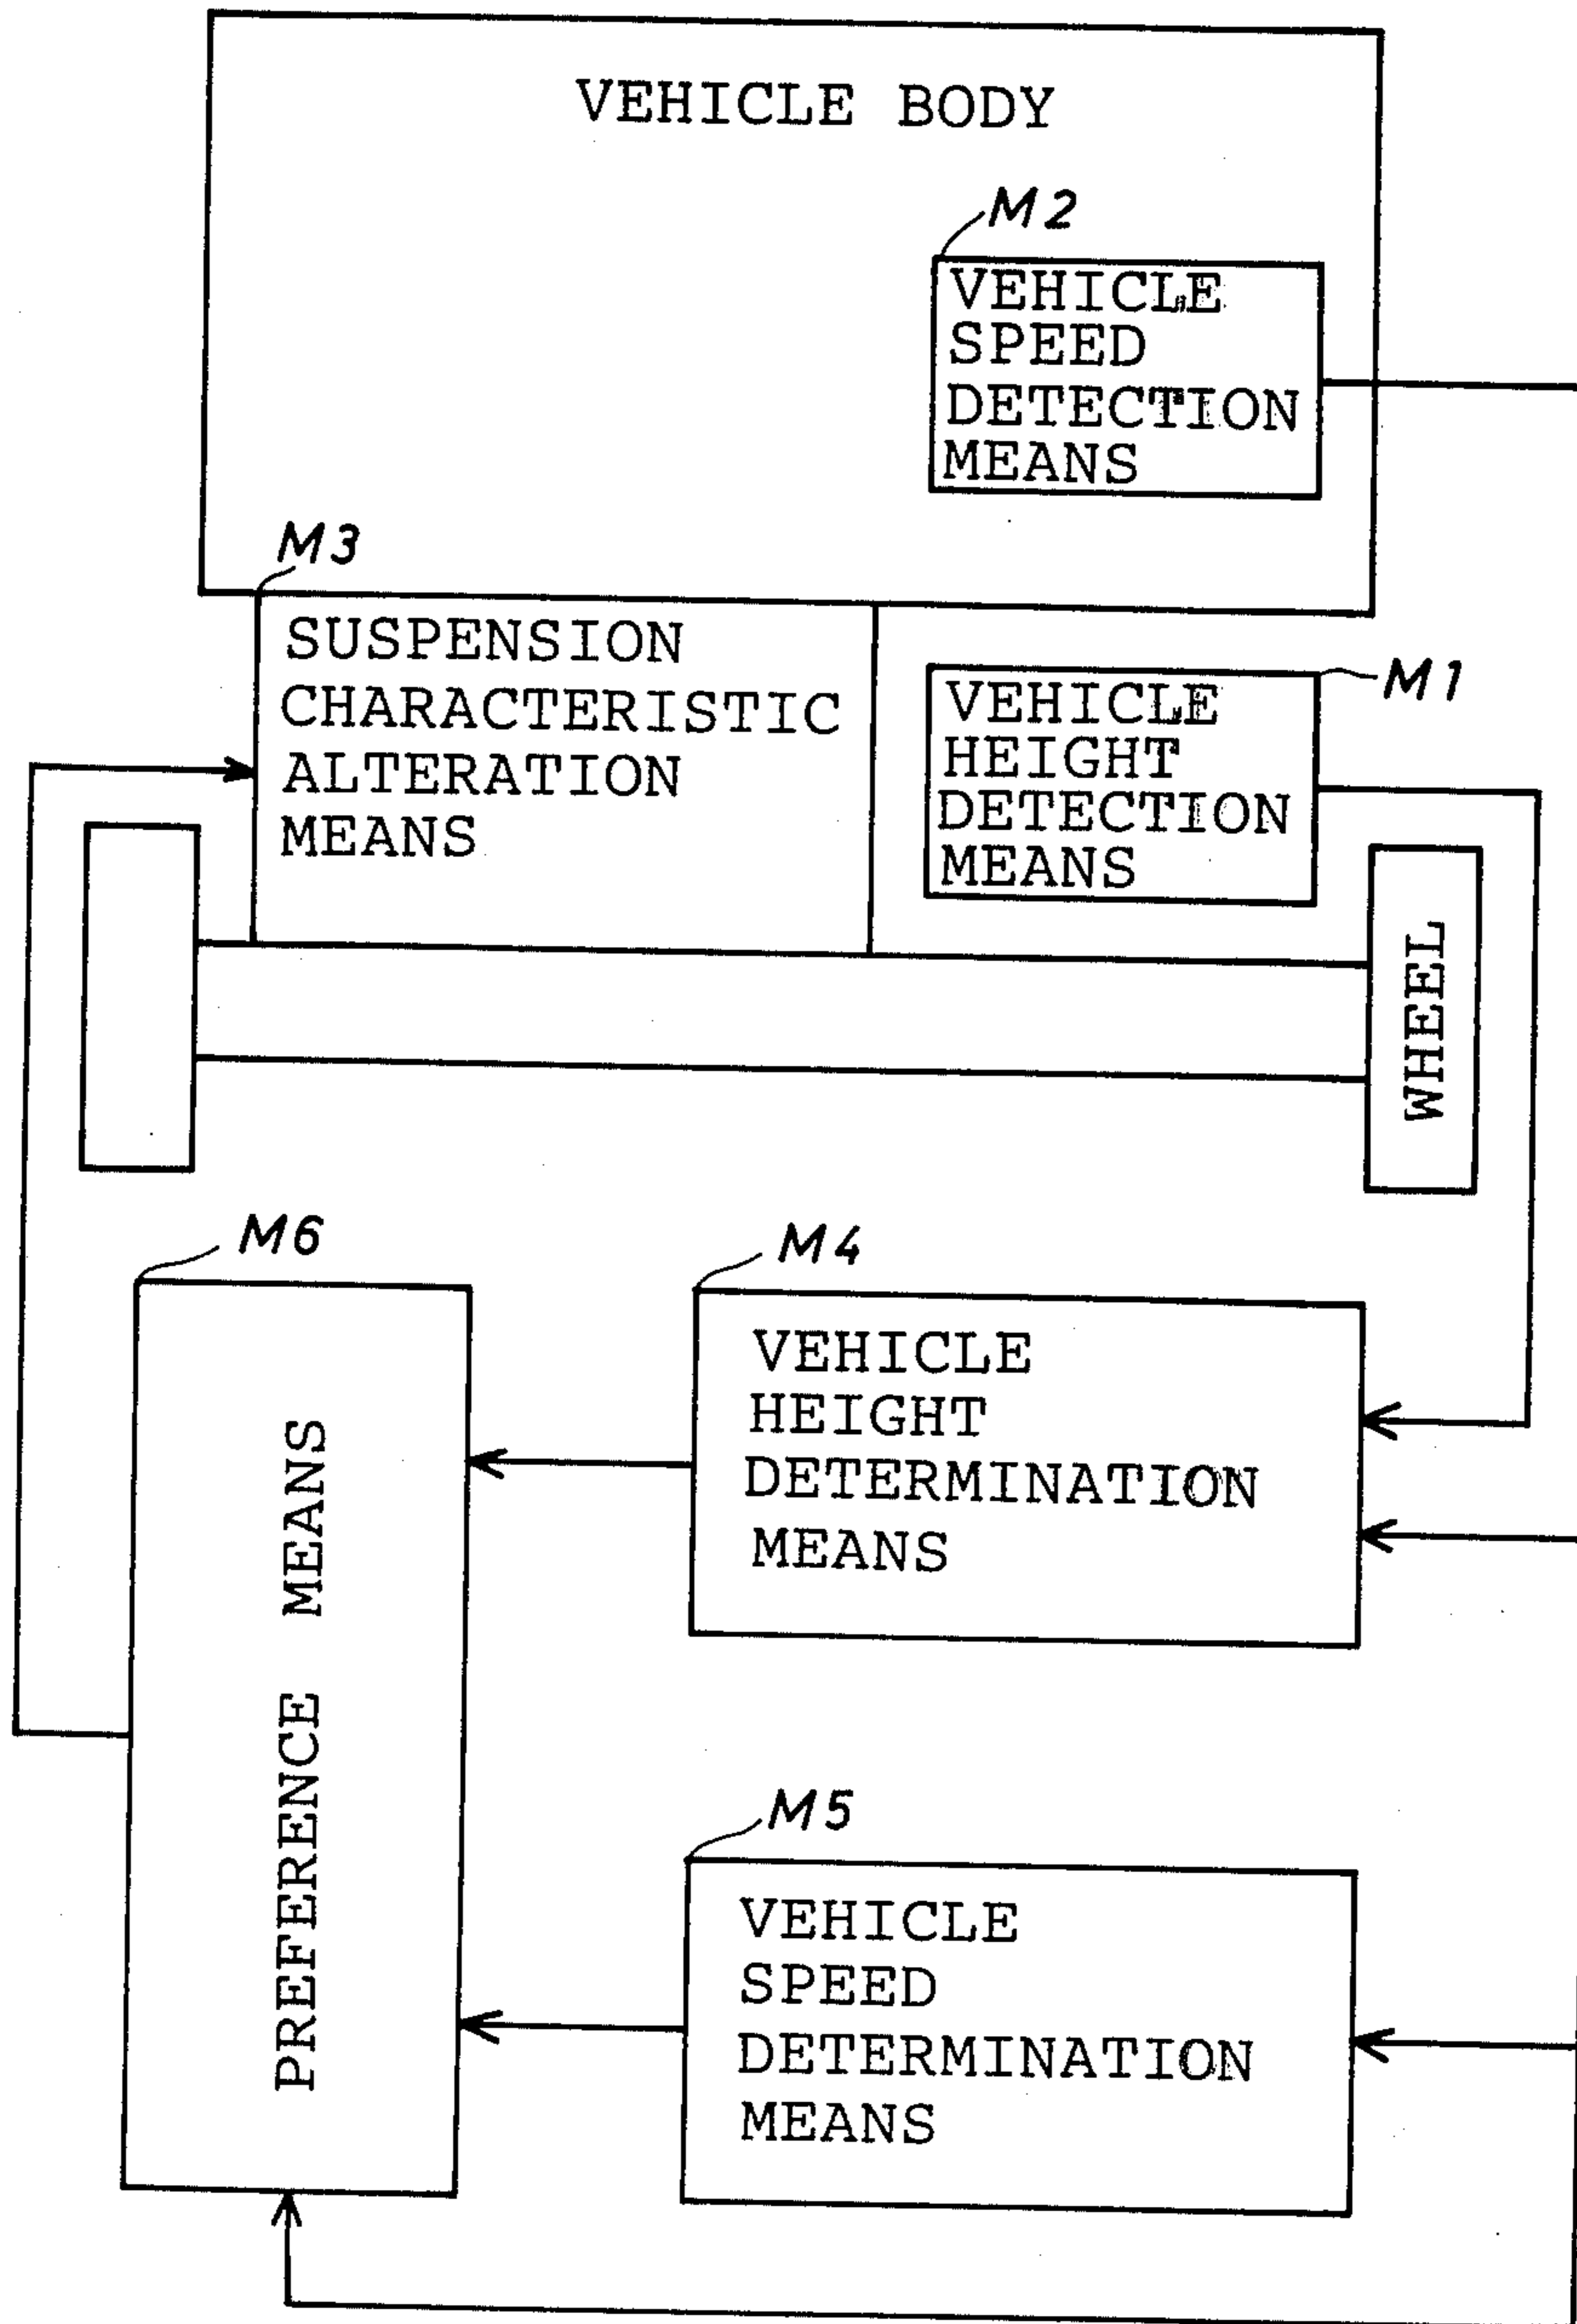 VEHICLE BODY
M2
VEHICLE
SPEED
DETECTION
MEANS
M3
SUSPENSION
CHARACTERISTIC
ALTERATION
MEANS
M1
VEHICLE
HEIGHT
DETECTION
MEANS
WHEEL
M6
PREFERENCE MEANS
M4
VEHICLE
HEIGHT
DETERMINATION
MEANS
M5
VEHICLE
SPEED
DETERMINATION
MEANS